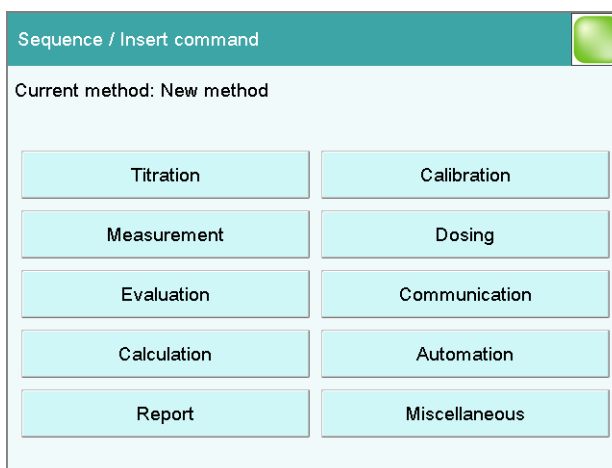 Sequence / Insert command
Current method: New method
Titration
Calibration
Measurement
Dosing
Evaluation
Communication
Calculation
Automation
Report
Miscellaneous